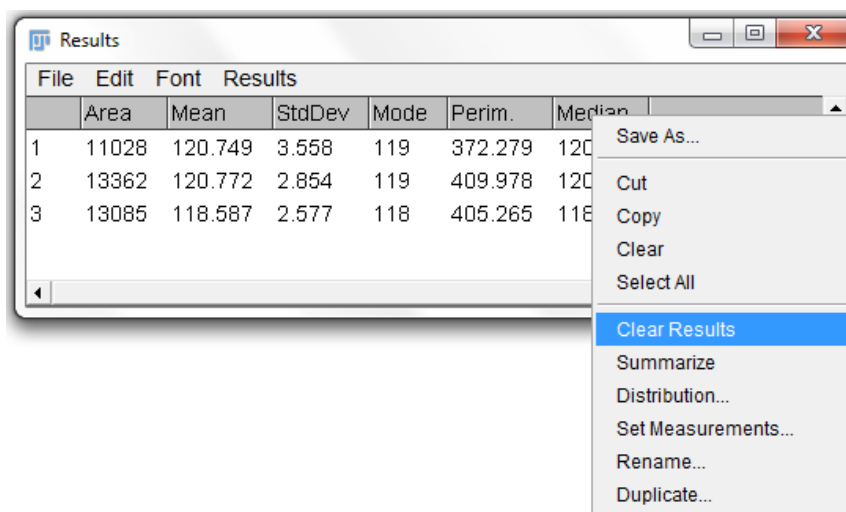 Results
File Edit Font Results
Area Mean StdDev Mode Perim. Median
1 11028 120.749 3.558 119 372.279 120
2 13362 120.772 2.854 119 409.978 120
3 13085 118.587 2.577 118 405.265 118
Save As...
Cut
Copy
Clear
Select All
Clear Results
Summarize
Distribution...
Set Measurements...
Rename...
Duplicate...